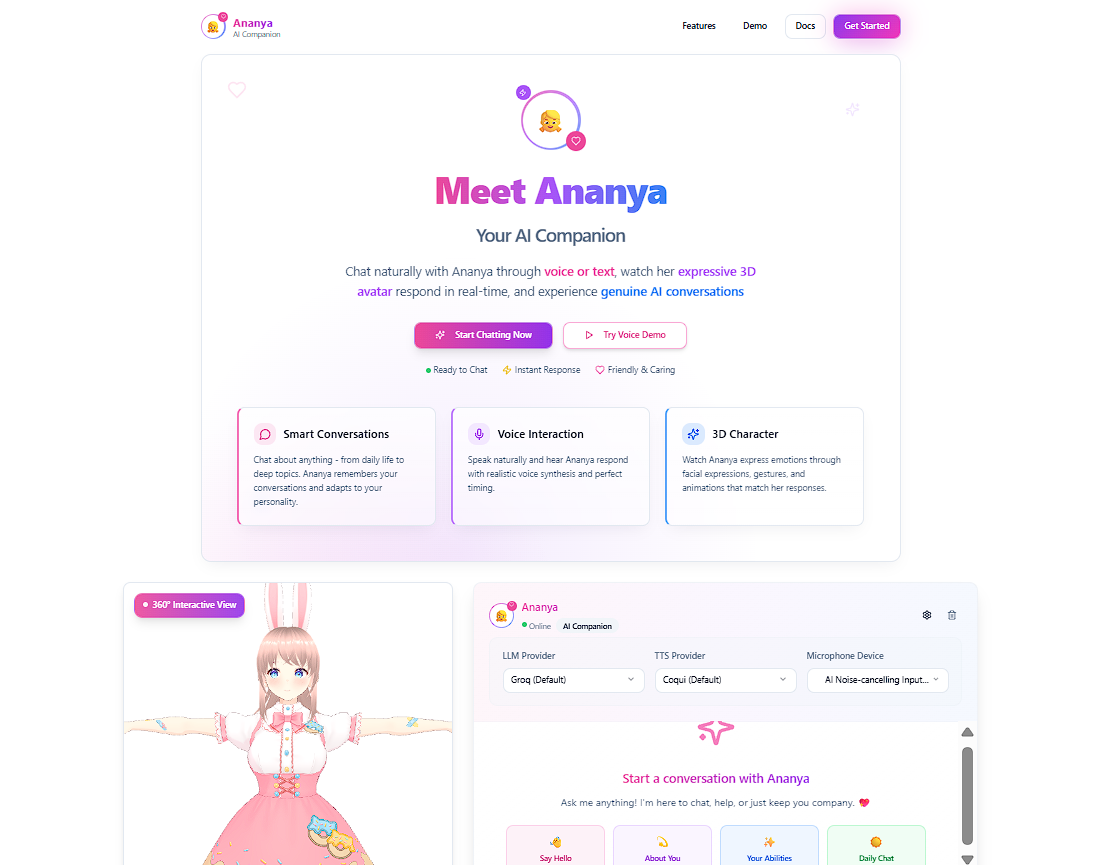 Ananya
AI Companion
Features
Demo
Docs
Get Started
Meet Ananya
Your AI Companion
Chat naturally with Ananya through voice or text, watch her expressive 3D
avatar respond in real-time, and experience genuine AI conversations
Start Chatting Now
Try Voice Demo
Ready to Chat
Instant Response
Friendly & Caring
Smart Conversations
Chat about anything - from daily life to
deep topics. Ananya remembers your
conversations and adapts to your
personality.
Voice Interaction
Speak naturally and hear Ananya respond
with realistic voice synthesis and perfect
timing.
3D Character
Watch Ananya express emotions through
facial expressions, gestures, and
animations that match her responses.
360° Interactive View
Ananya
Online
AI Companion
LLM Provider
Groq (Default)
TTS Provider
Coqui (Default)
Microphone Device
AI Noise-cancelling Input...
Start a conversation with Ananya
Ask me anything! I'm here to chat, help, or just keep you company. 💖
Say Hello
About You
Your Abilities
Daily Chat